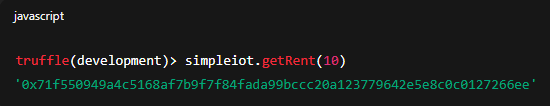 javascript
truffle(development)> simpleiot.getRent(10)
'0x71f550949a4c5168af7b9f7f84fada99bccc20a123779642e5e8c0c0127266ee'